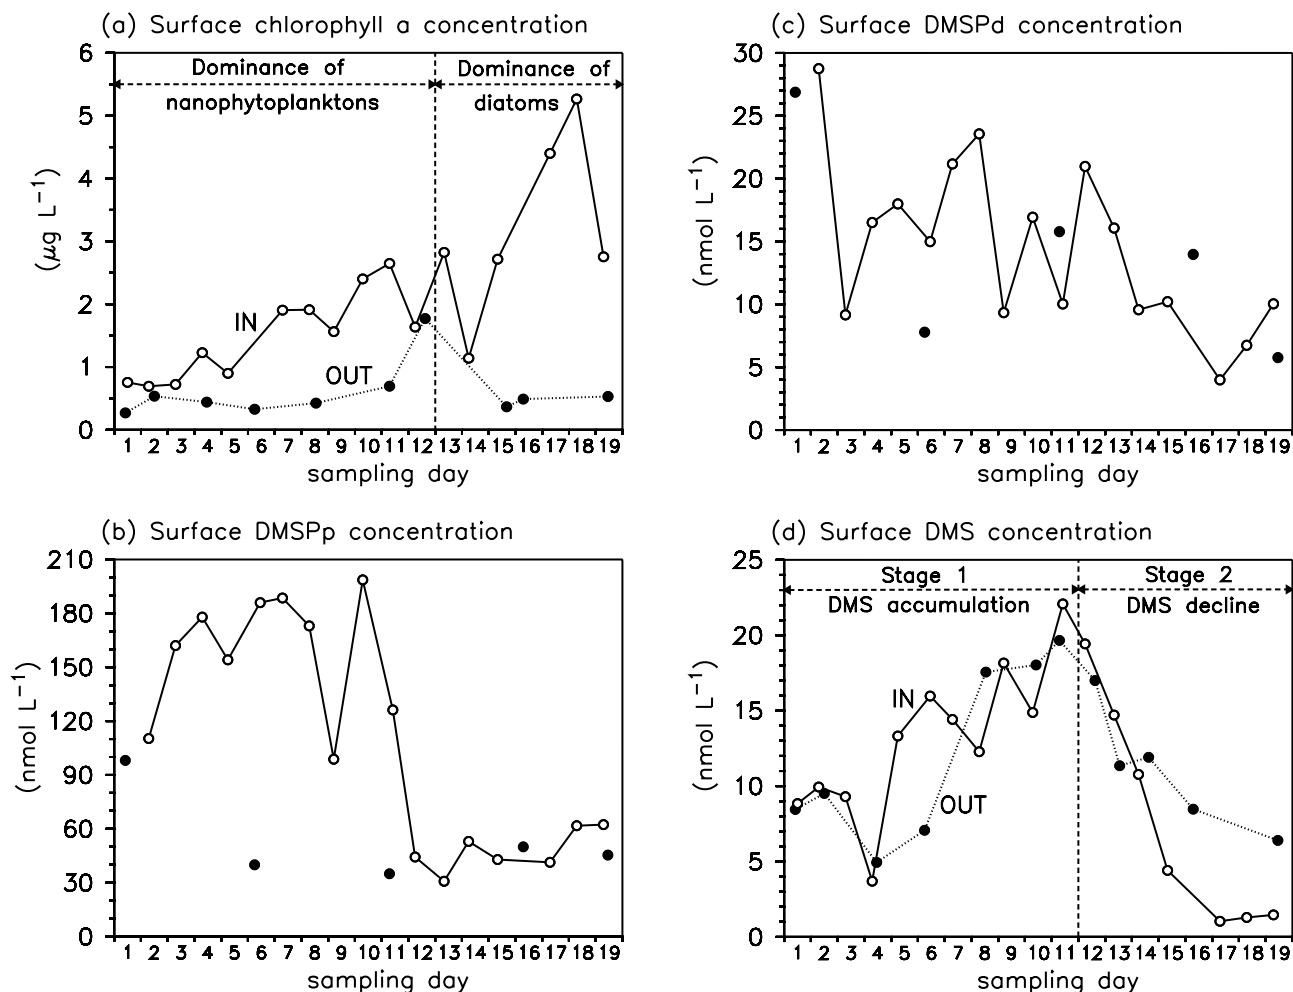 (a) Surface chlorophyll a concentration
6
5
4
3
2
1
0
(µg L−1)
Dominance of
nanophytoplanktons
Dominance of
diatoms
IN
OUT
1 2 3 4 5 6 7 8 9 10 11 12 13 14 15 16 17 18 19
sampling day
(c) Surface DMSPd concentration
30
25
20
15
10
5
0
(nmol L−1)
1 2 3 4 5 6 7 8 9 10 11 12 13 14 15 16 17 18 19
sampling day
(b) Surface DMSPp concentration
210
180
150
120
90
60
30
0
(nmol L−1)
1 2 3 4 5 6 7 8 9 10 11 12 13 14 15 16 17 18 19
sampling day
(d) Surface DMS concentration
25
20
15
10
5
0
(nmol L−1)
Stage 1
DMS accumulation
Stage 2
DMS decline
IN
OUT
1 2 3 4 5 6 7 8 9 10 11 12 13 14 15 16 17 18 19
sampling day